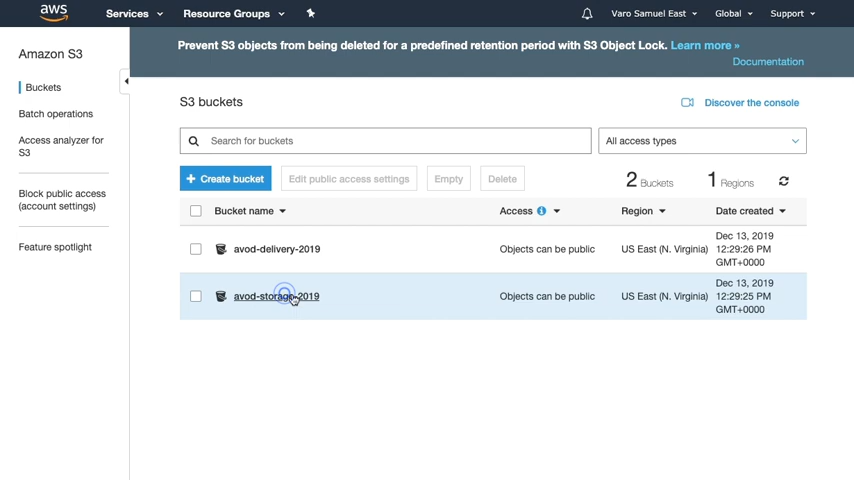 aws Services Resource Groups Varo Samuel East Global Support
Amazon S3
Buckets
Batch operations
Access analyzer for
S3
Block public access
(account settings)
Feature spotlight
Prevent S3 objects from being deleted for a predefined retention period with S3 Object Lock. Learn more »
Documentation
S3 buckets
Discover the console
Search for buckets
All access types
+ Create bucket Edit public access settings Empty Delete 2 Buckets 1 Regions
Bucket name Access Region Date created
avod-delivery-2019 Objects can be public US East (N. Virginia) Dec 13, 2019
12:29:26 PM
GMT+0000
avod-storage-2019 Objects can be public US East (N. Virginia) Dec 13, 2019
12:29:25 PM
GMT+0000